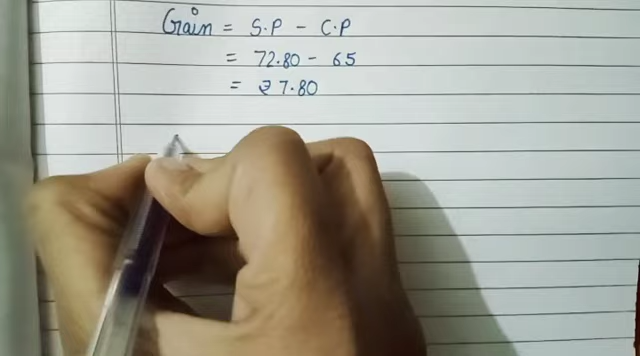 Gain = S.P - C.P
= 72.80 - 65
= ₹7.80